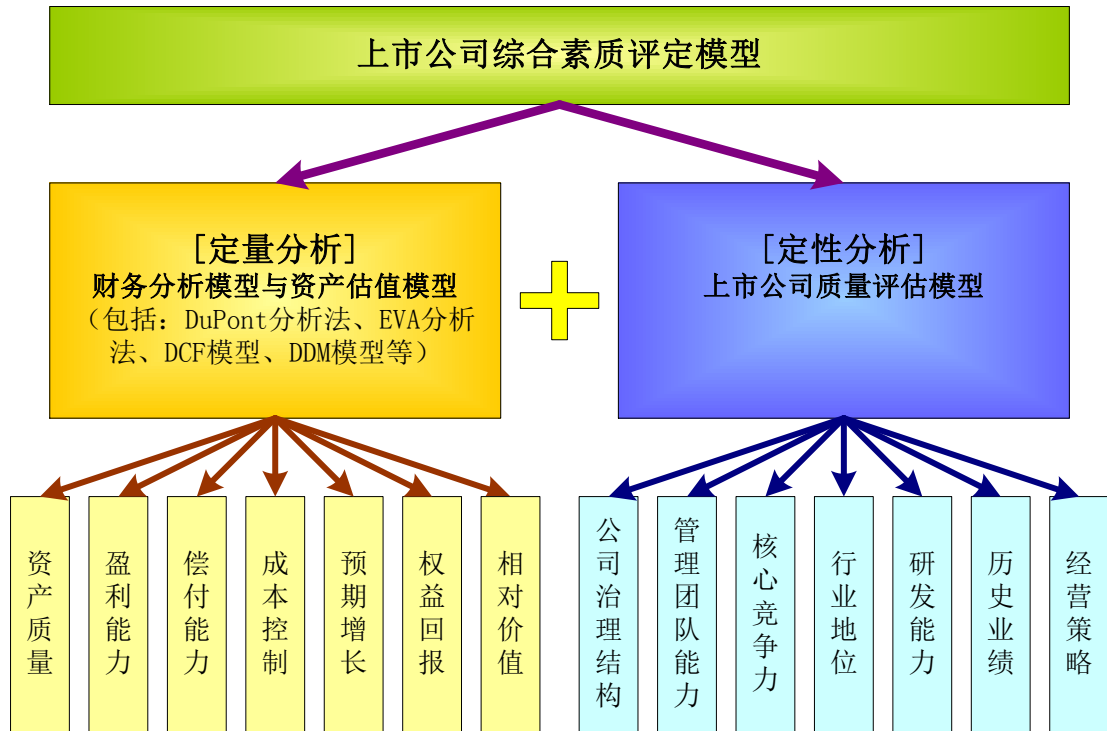 上市公司综合素质评定模型
[定量分析]
财务分析模型与资产估值模型
（包括：DuPont分析法、EVA分析
法、DCF模型、DDM模型等）
[定性分析]
上市公司质量评估模型
资产质量
盈利能力
偿付能力
成本控制
预期增长
权益回报
相对价值
公司治理结构
管理团队能力
核心竞争力
行业地位
研发能力
历史业绩
经营策略